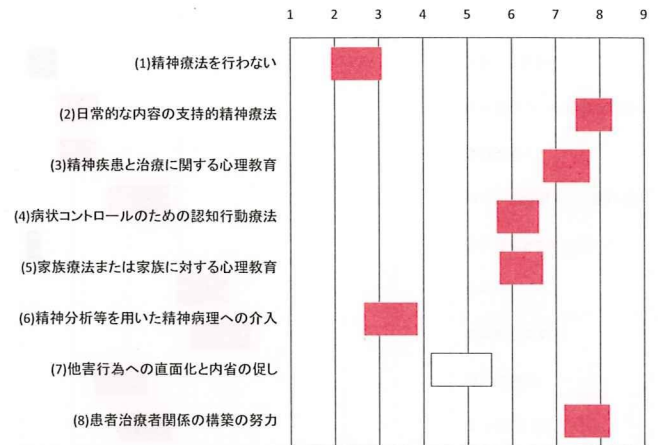 1 2 3 4 5 6 7 8 9
(1)精神療法を行わない
(2)日常的な内容の支持的精神療法
(3)精神疾患と治療に関する心理教育
(4)病状コントロールのための認知行動療法
(5)家族療法または家族に対する心理教育
(6)精神分析等を用いた精神病理への介入
(7)他害行為への直面化と内省の促し
(8)患者治療者関係の構築の努力